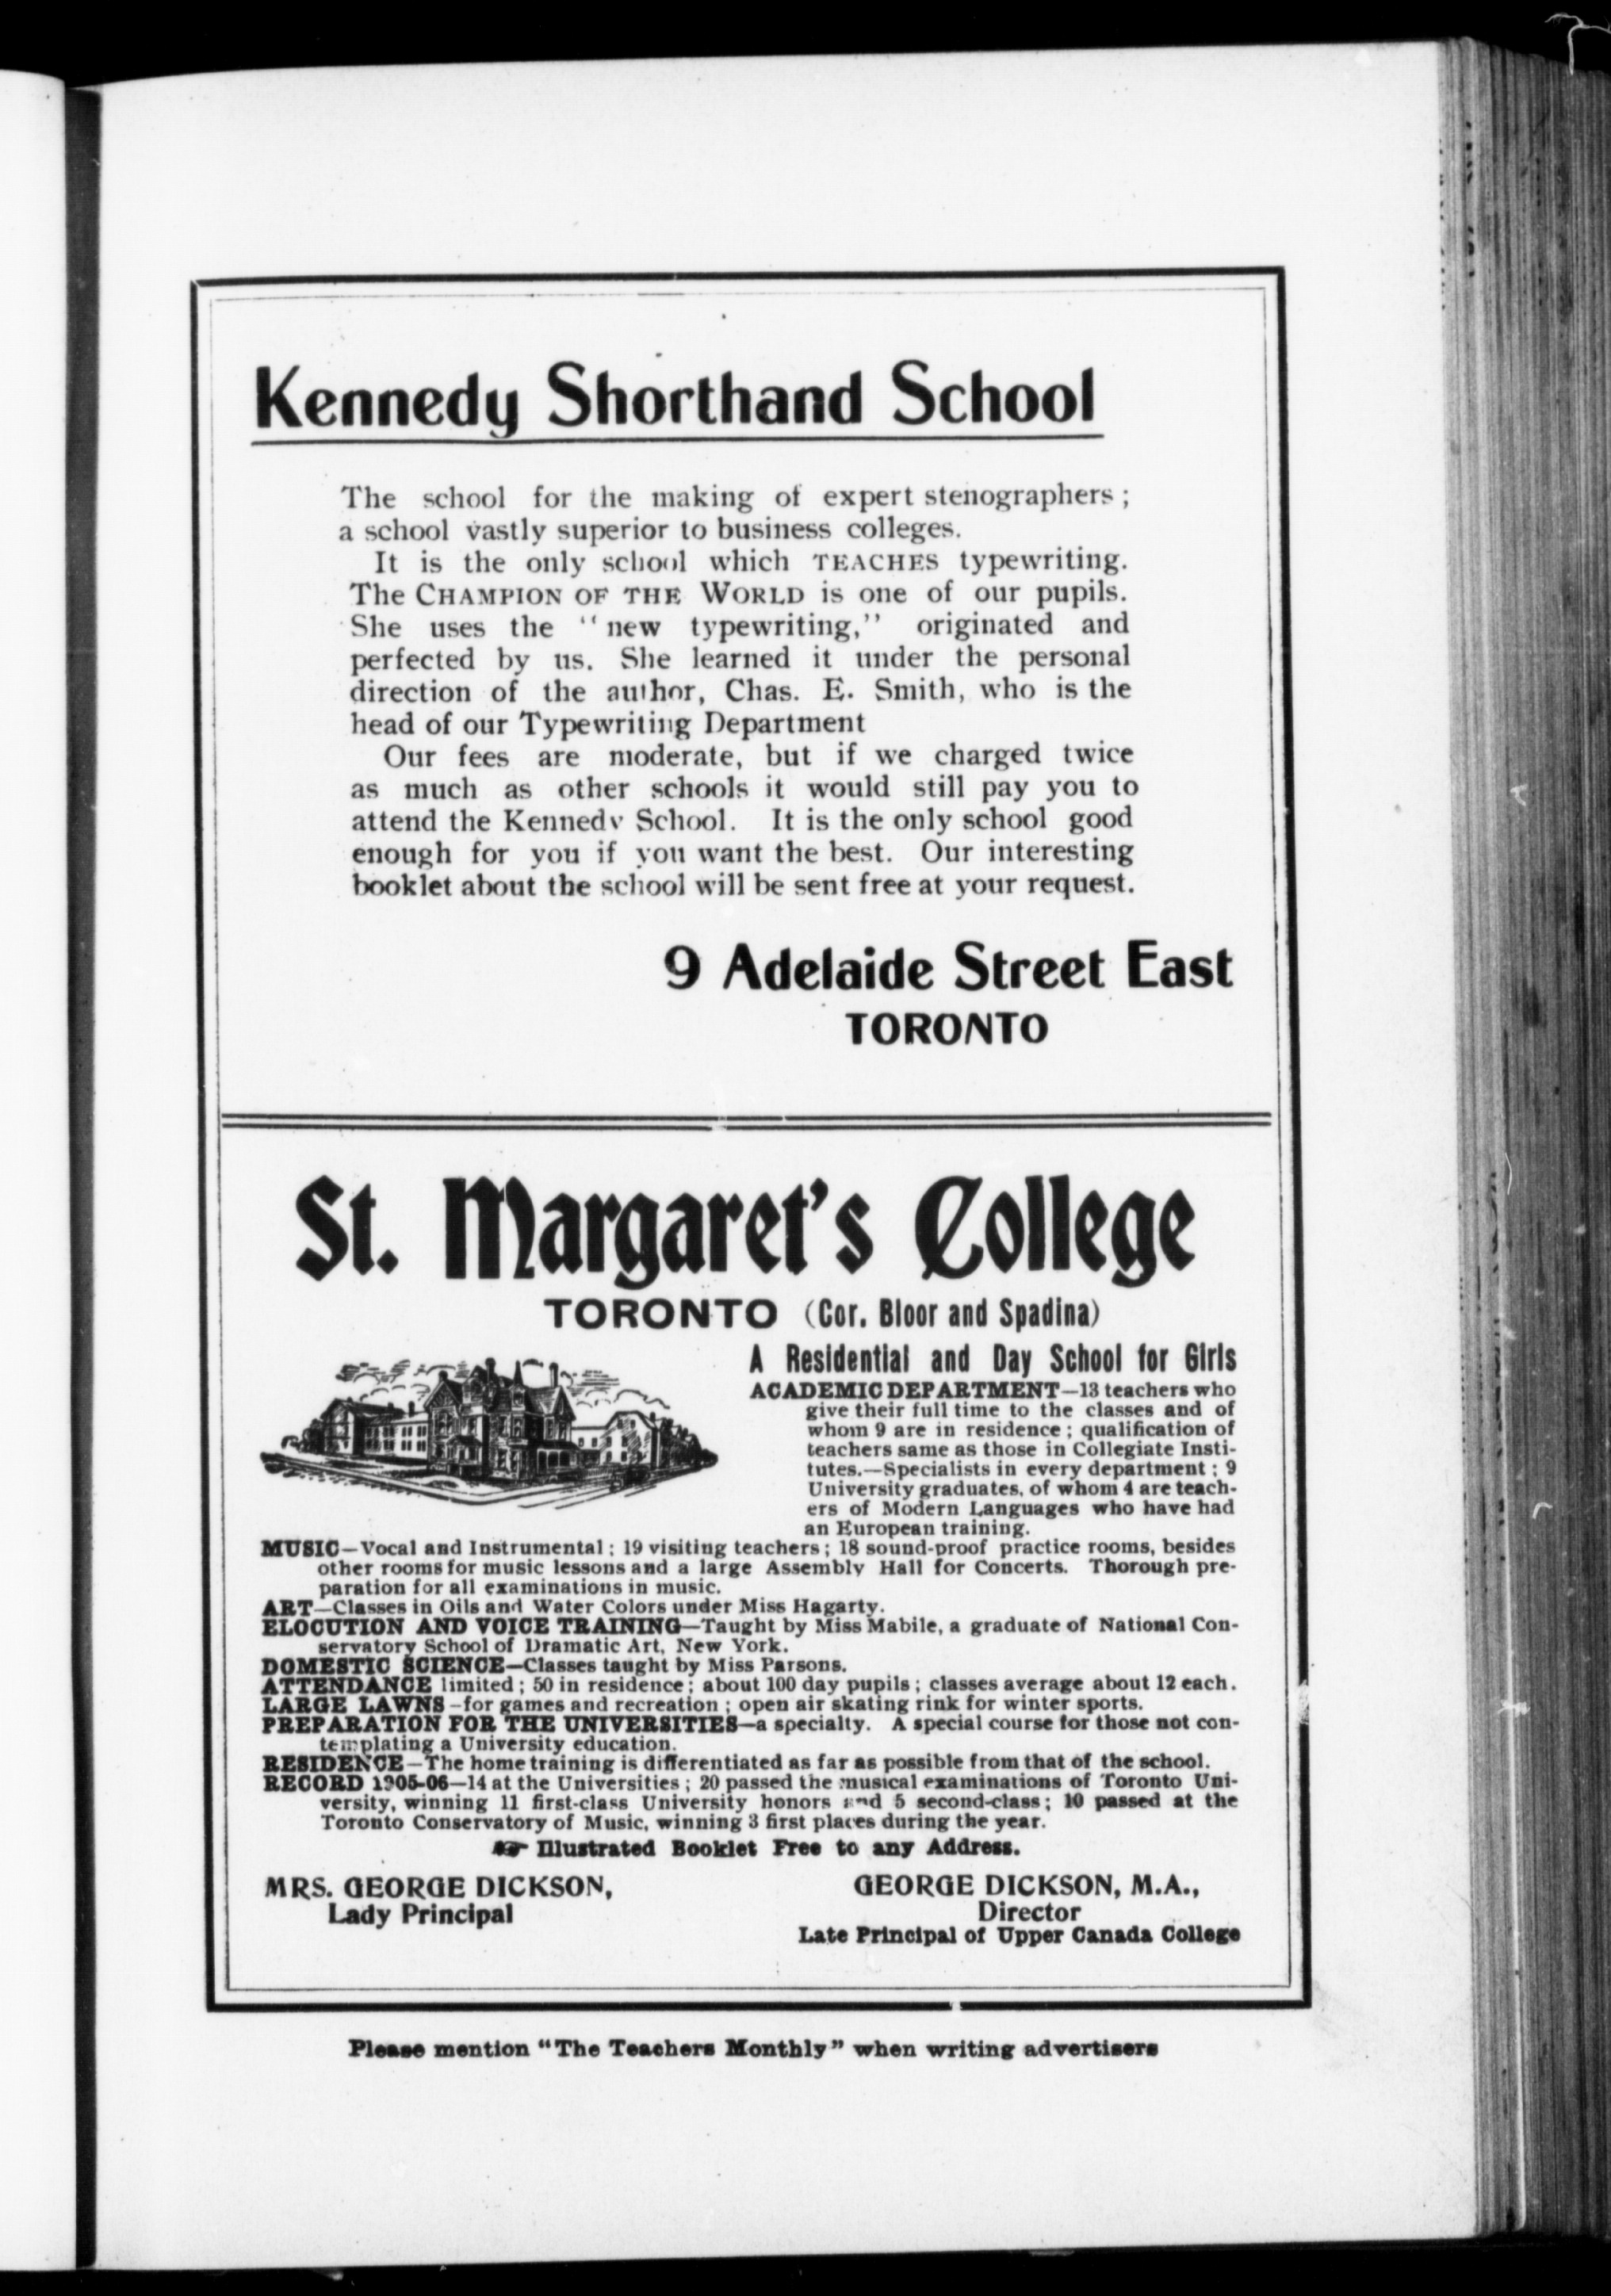 Kennedy Shorthand School
The school for the making of expert stenographers ;
a school vastly superior to business colleges.
It is the only school which TEACHES typewriting.
The CHAMPION OF THE WORLD is one of our pupils.
She uses the "new typewriting," originated and
perfected by us. She learned it under the personal
direction of the author, Chas. E. Smith, who is the
head of our Typewriting Department
Our fees are moderate, but if we charged twice
as much as other schools it would still pay you to
attend the Kennedy School. It is the only school good
enough for you if you want the best. Our interesting
booklet about the school will be sent free at your request.
9 Adelaide Street East
TORONTO
St. Margaret's College
TORONTO (Cor. Bloor and Spadina)
A Residential and Day School for Girls
ACADEMIC DEPARTMENT—13 teachers who
give their full time to the classes and of
whom 9 are in residence ; qualification of
teachers same as those in Collegiate Insti-
tutes.—Specialists in every department ; 9
University graduates, of whom 4 are teach-
ers of Modern Languages who have had
an European training.
MUSIC—Vocal and Instrumental ; 19 visiting teachers ; 18 sound-proof practice rooms, besides
other rooms for music lessons and a large Assembly Hall for Concerts. Thorough pre-
paration for all examinations in music.
ART—Classes in Oils and Water Colors under Miss Hagarty.
ELOCUTION AND VOICE TRAINING—Taught by Miss Mabile, a graduate of National Con-
servatory School of Dramatic Art, New York.
DOMESTIC SCIENCE—Classes taught by Miss Parsons.
ATTENDANCE limited ; 50 in residence ; about 100 day pupils ; classes average about 12 each.
LARGE LAWNS—for games and recreation ; open air skating rink for winter sports.
PREPARATION FOR THE UNIVERSITIES—a specialty. A special course for those not con-
templating a University education.
RESIDENCE—The home training is differentiated as far as possible from that of the school.
RECORD 1905-06—14 at the Universities ; 20 passed the musical examinations of Toronto Uni-
versity, winning 11 first-class University honors and 5 second-class ; 10 passed at the
Toronto Conservatory of Music, winning 3 first places during the year.
☛ Illustrated Booklet Free to any Address.
MRS. GEORGE DICKSON,
Lady Principal
GEORGE DICKSON, M.A.,
Director
Late Principal of Upper Canada College
Please mention "The Teachers Monthly" when writing advertisers